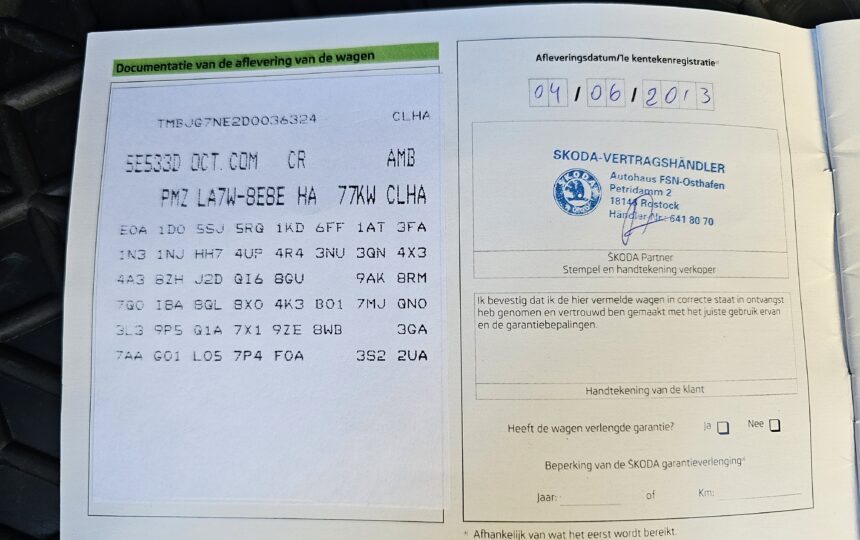 Documentatie van de aflevering van de wagen
TMBJG7NE2D0036324 CLHA
5E533D OCT.COM CR AMB
PMZ LA7W-8E8E HA 77KW CLHA
E0A 1D0 5SJ 5RQ 1KD 6FF 1AT 3FA
1N3 1NJ HH7 4UP 4R4 3NU 3QN 4X3
4A3 8ZH J2D QI6 8GU 9AK 8RM
7G0 IBA 8GL 8X0 4K3 B01 7MJ QN0
3L3 9P5 Q1A 7X1 9ZE 8WB 3GA
7AA G01 L05 7P4 F0A 3S2 2UA
Afleveringsdatum/1e kentekenregistratie*⁾
04/06/2013
SKODA-VERTRAGSHÄNDLER
SKODA
Autohaus FSN-Osthafen
Petridamm 2
18146 Rostock
Händler-Nr.: 641 80 70
ŠKODA Partner
Stempel en handtekening verkoper
Ik bevestig dat ik de hier vermelde wagen in correcte staat in ontvangst
heb genomen en vertrouwd ben gemaakt met het juiste gebruik ervan
en de garantiebepalingen.
Handtekening van de klant
Heeft de wagen verlengde garantie? Ja Nee
Beperking van de ŠKODA garantieverlenging*⁾
Jaar: of Km:
*⁾ Afhankelijk van wat het eerst wordt bereikt.